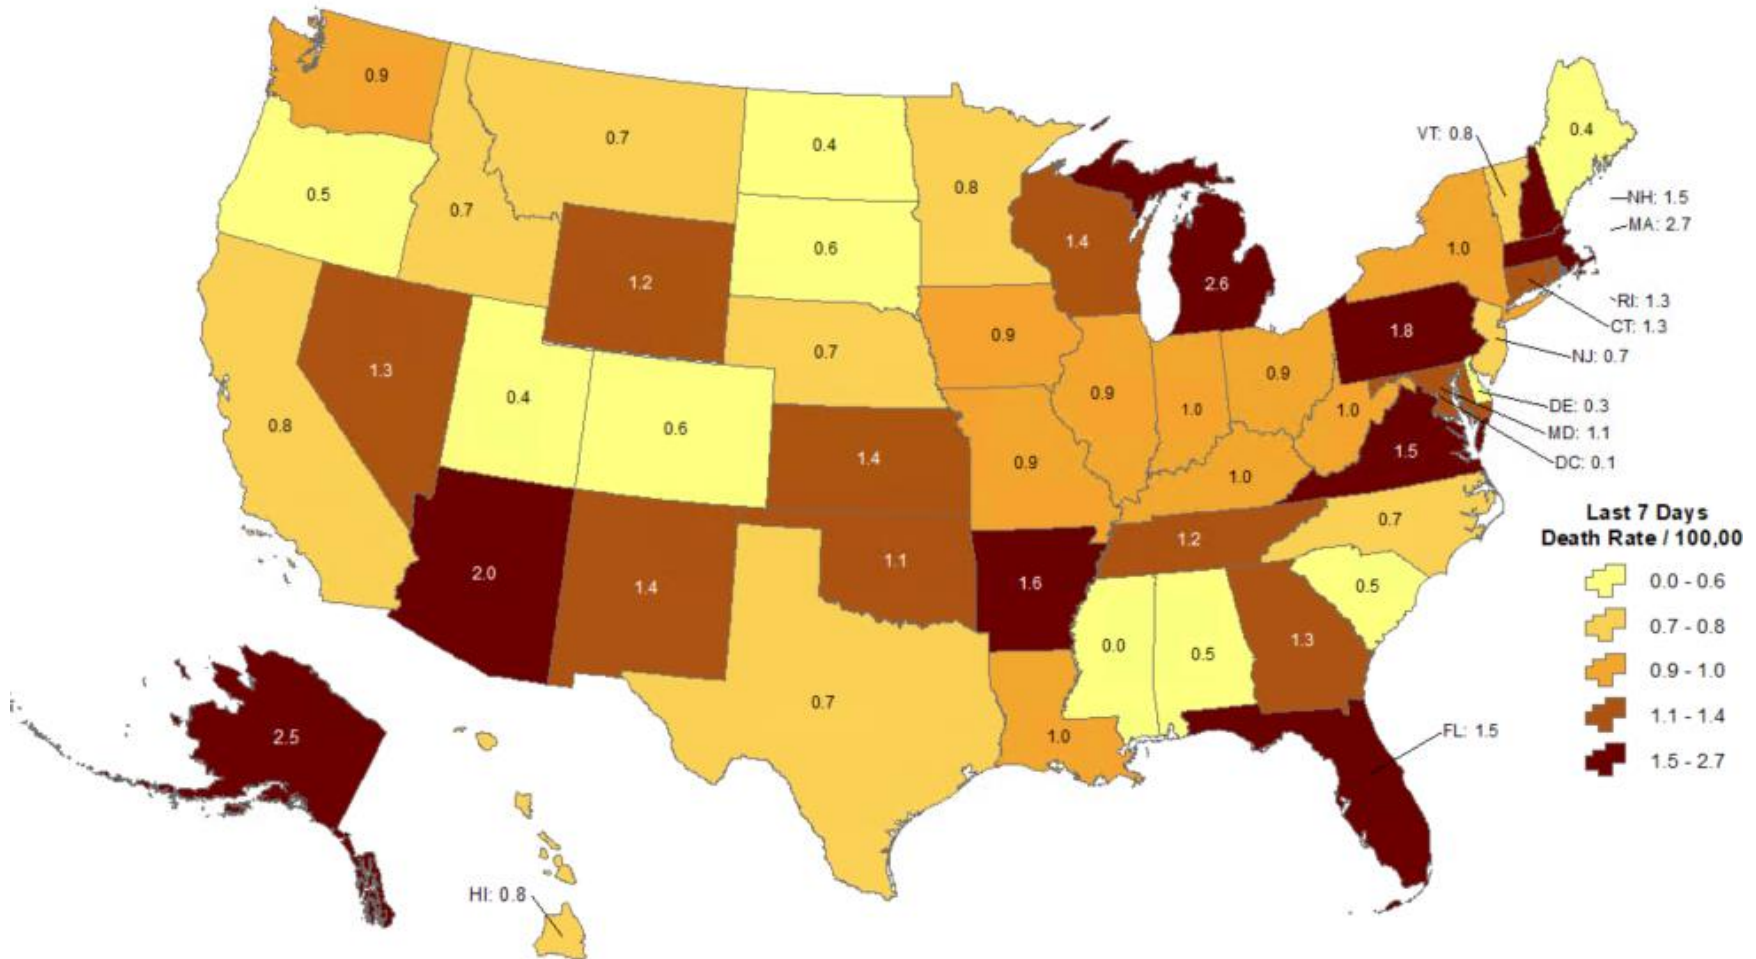 0.9
0.7
0.4
0.8
0.5
0.7
0.6
1.4
2.6
VT: 0.8
0.4
NH: 1.5
MA: 2.7
1.0
1.2
RI: 1.3
CT: 1.3
NJ: 0.7
0.9
0.7
1.3
0.4
0.6
0.8
0.9
1.0
0.9
1.8
1.0
DE: 0.3
MD: 1.1
DC: 0.1
1.4
0.9
1.0
1.5
0.7
1.2
2.0
1.4
1.1
1.6
0.0
0.5
1.3
0.5
0.7
1.0
FL: 1.5
2.5
HI: 0.8
Last 7 Days
Death Rate / 100,00
0.0 - 0.6
0.7 - 0.8
0.9 - 1.0
1.1 - 1.4
1.5 - 2.7